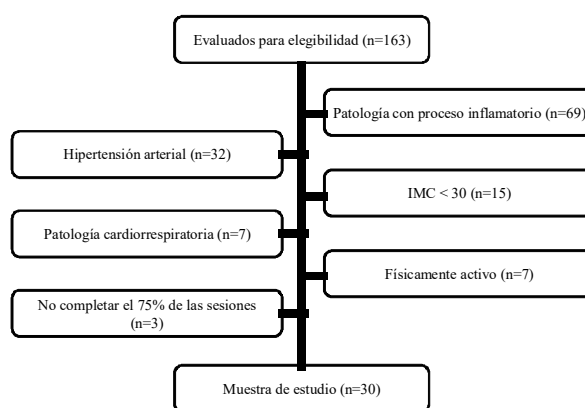 Evaluados para elegibilidad (n=163)
Patología con proceso inflamatorio (n=69)
Hipertensión arterial (n=32)
IMC < 30 (n=15)
Patología cardiorrespiratoria (n=7)
Físicamente activo (n=7)
No completar el 75% de las sesiones
(n=3)
Muestra de estudio (n=30)